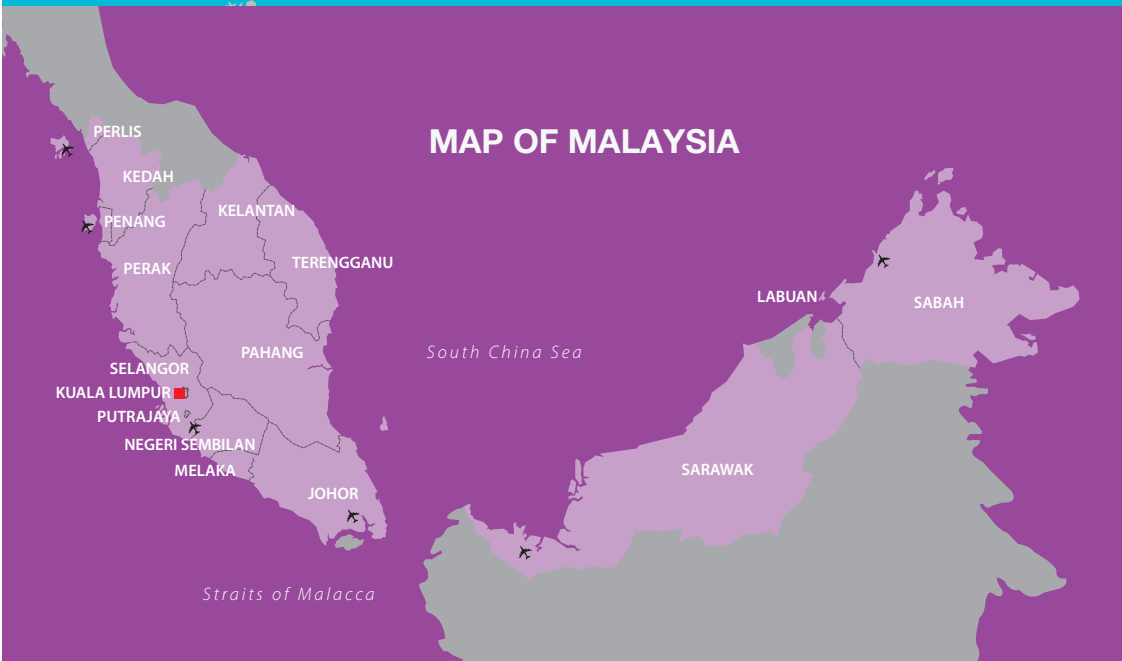 MAP OF MALAYSIA
PERLIS
KEDAH
PENANG
KELANTAN
PERAK
TERENGGANU
PAHANG
SELANGOR
KUALA LUMPUR
PUTRAJAYA
NEGERI SEMBILAN
MELAKA
JOHOR
South China Sea
Straits of Malacca
LABUAN
SABAH
SARAWAK